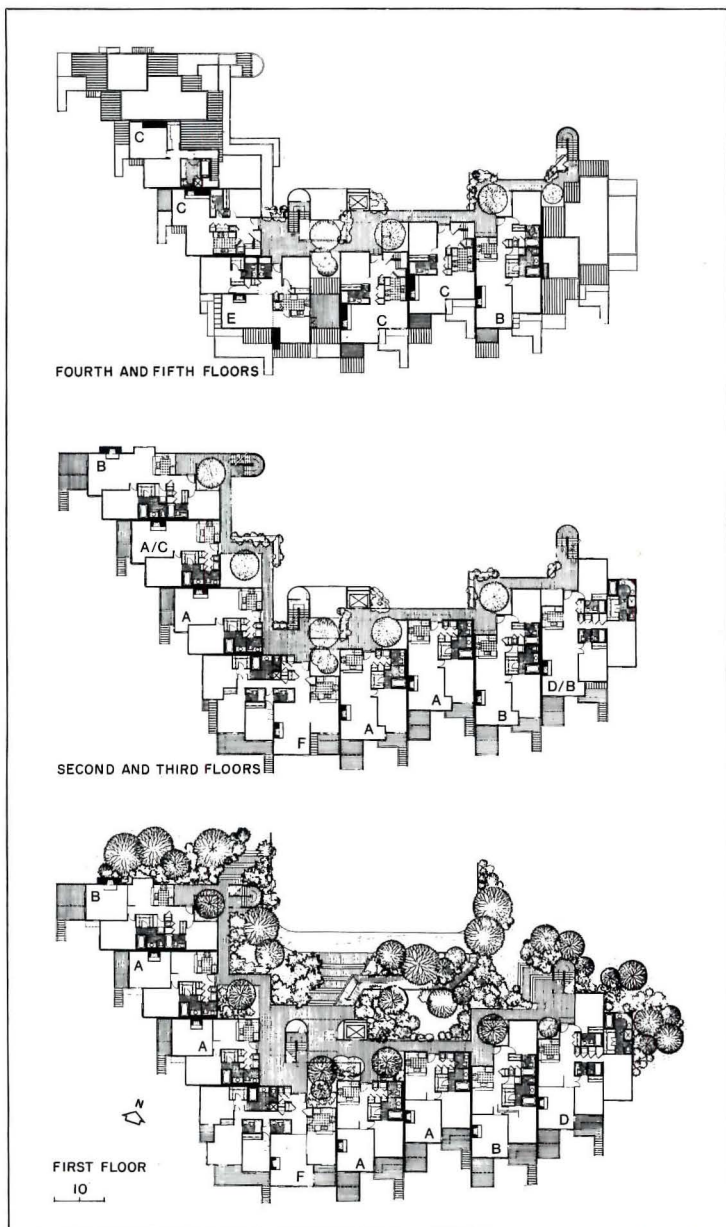 C
C
E
C
C
B
FOURTH AND FIFTH FLOORS
B
A/C
A
F
A
A
B
D/B
SECOND AND THIRD FLOORS
B
A
A
F
A
A
B
D
N
FIRST FLOOR
10